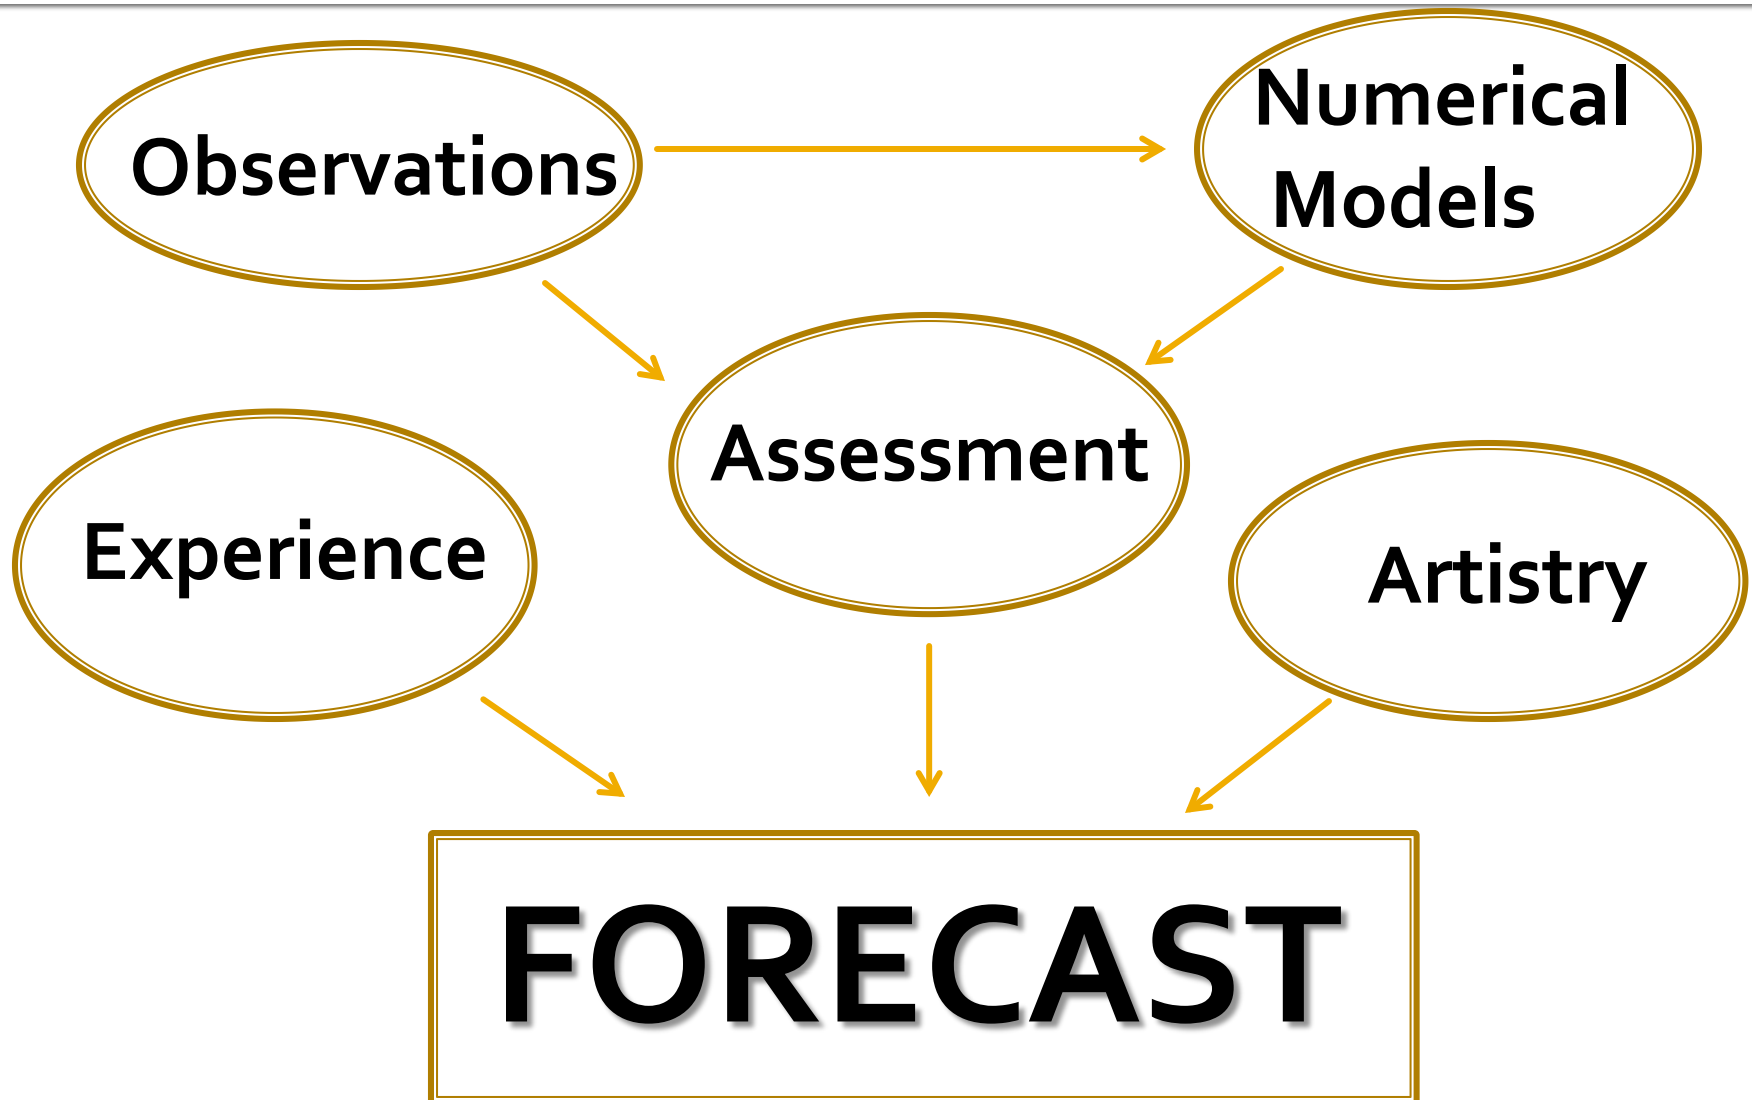 Observations
Numerical
Models
Assessment
Experience
Artistry
FORECAST